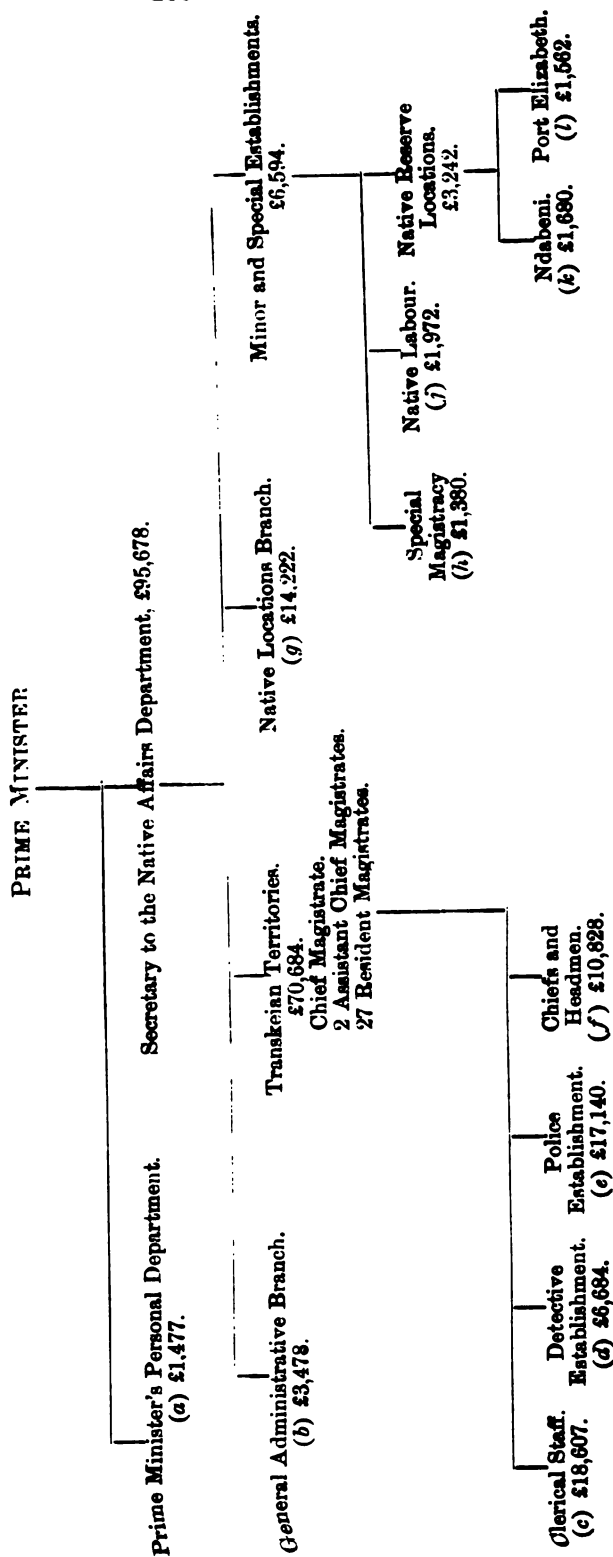 PRIME MINISTER
Prime Minister's Personal Department.
(a) £1,477.
Secretary to the Native Affairs Department, £95,678.
General Administrative Branch.
(b) £3,478.
Transkeian Territories.
£70,684.
Chief Magistrate.
2 Assistant Chief Magistrates.
27 Resident Magistrates.
Native Locations Branch.
(g) £14,222.
Minor and Special Establishments.
£6,594.
Clerical Staff.
(c) £18,607.
Detective
Establishment.
(d) £6,684.
Police
Establishment.
(e) £17,140.
Chiefs and
Headmen.
(f) £10,828.
Special
Magistracy
(h) £1,380.
Native Labour.
(j) £1,972.
Native Reserve
Locations.
£3,242.
Ndabeni.
(k) £1,680.
Port Elizabeth.
(l) £1,562.